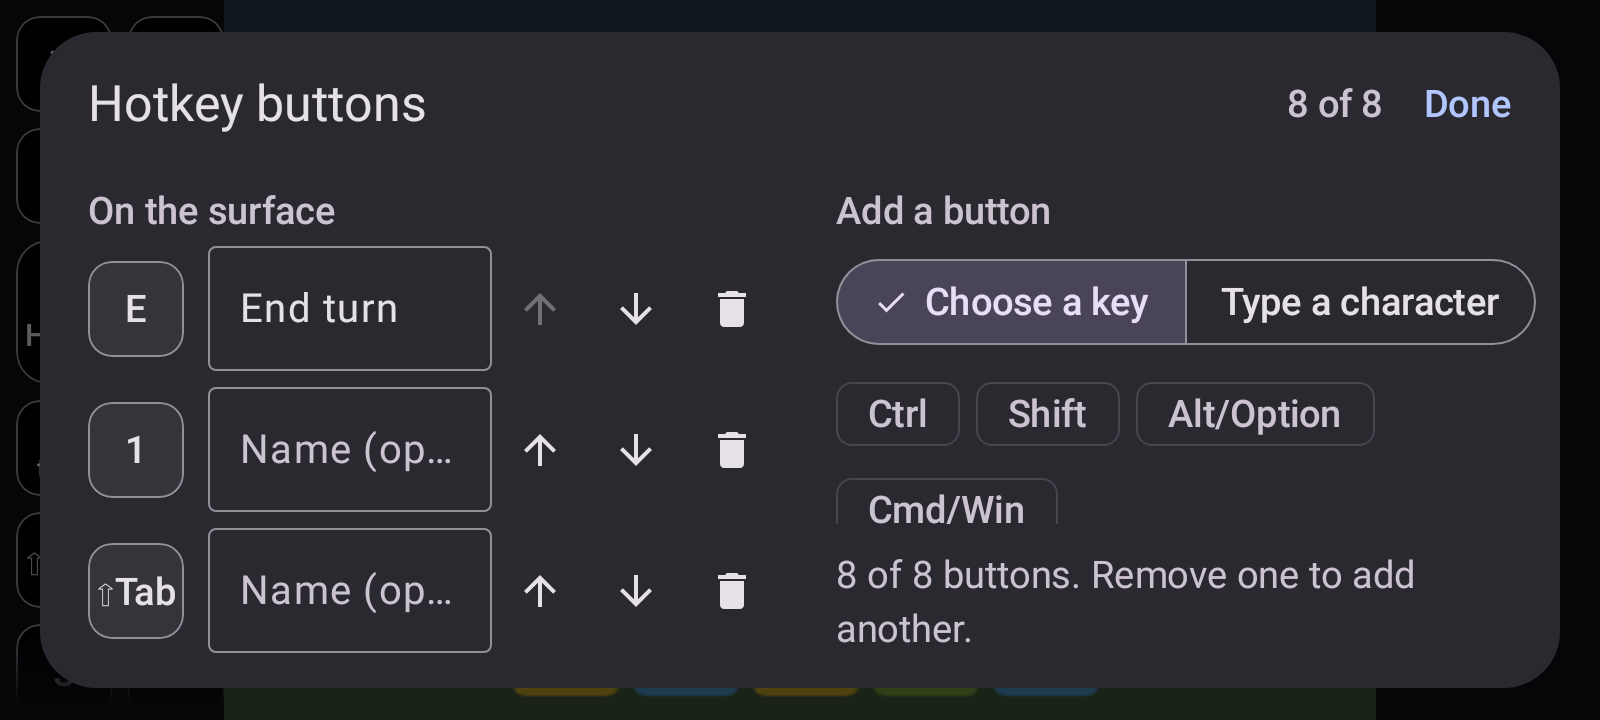 Hotkey buttons
8 of 8 Done
On the surface
E End turn
1 Name (op...
⇧Tab Name (op...
Add a button
Choose a key Type a character
Ctrl Shift Alt/Option
Cmd/Win
8 of 8 buttons. Remove one to add
another.